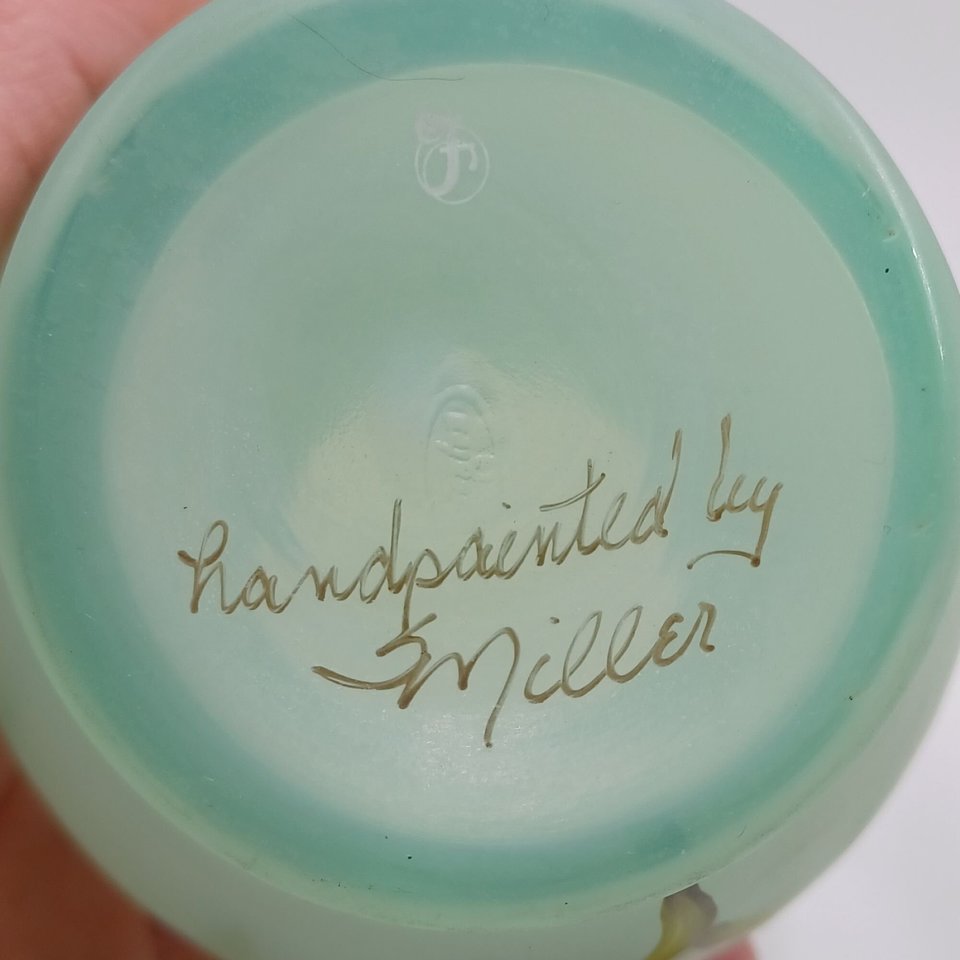 f
handpainted by
S Miller